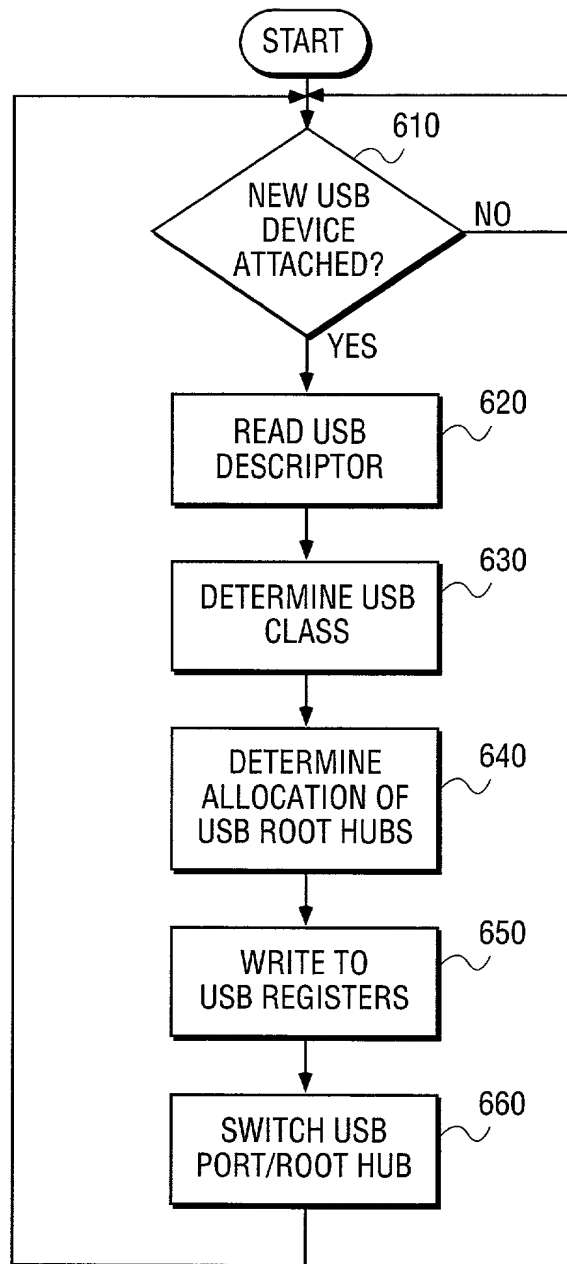 START
610
NEW USB
DEVICE
ATTACHED?
NO
YES
620
READ USB
DESCRIPTOR
630
DETERMINE USB
CLASS
640
DETERMINE
ALLOCATION OF
USB ROOT HUBS
650
WRITE TO
USB REGISTERS
660
SWITCH USB
PORT/ROOT HUB